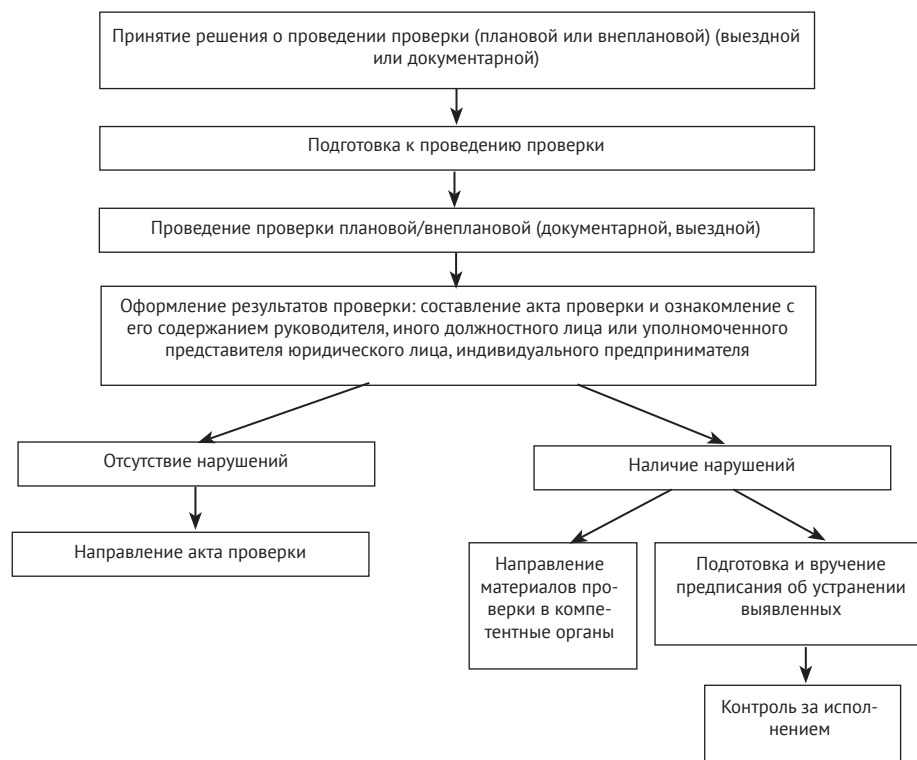 Принятие решения о проведении проверки (плановой или внеплановой) (выездной
или документарной)
Подготовка к проведению проверки
Проведение проверки плановой/внеплановой (документарной, выездной)
Оформление результатов проверки: составление акта проверки и ознакомление с
его содержанием руководителя, иного должностного лица или уполномоченного
представителя юридического лица, индивидуального предпринимателя
Отсутствие нарушений
Наличие нарушений
Направление акта проверки
Направление
материалов про-
верки в компе-
тентные органы
Подготовка и вручение
предписания об устранении
выявленных
Контроль за испол-
нением